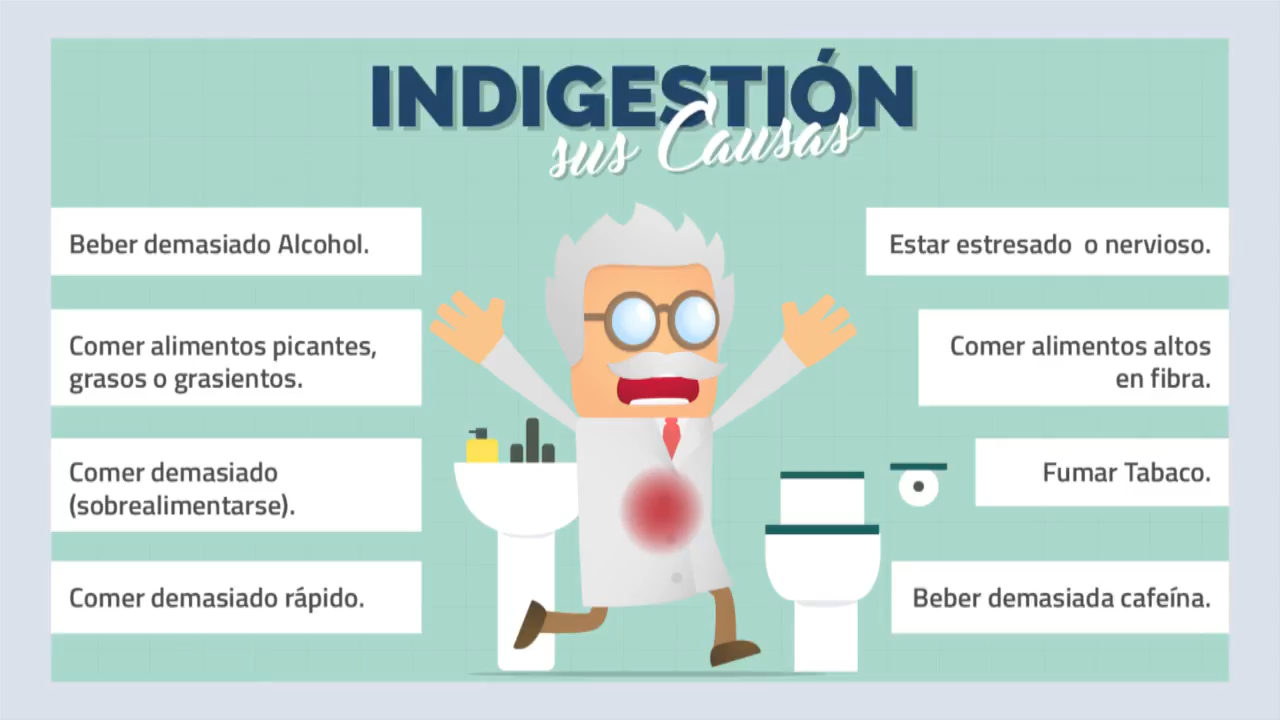 INDIGESTIÓN
sus Causas
Beber demasiado Alcohol.
Comer alimentos picantes,
grasos o grasientos.
Comer demasiado
(sobrealimentarse).
Comer demasiado rápido.
Estar estresado o nervioso.
Comer alimentos altos
en fibra.
Fumar Tabaco.
Beber demasiada cafeína.